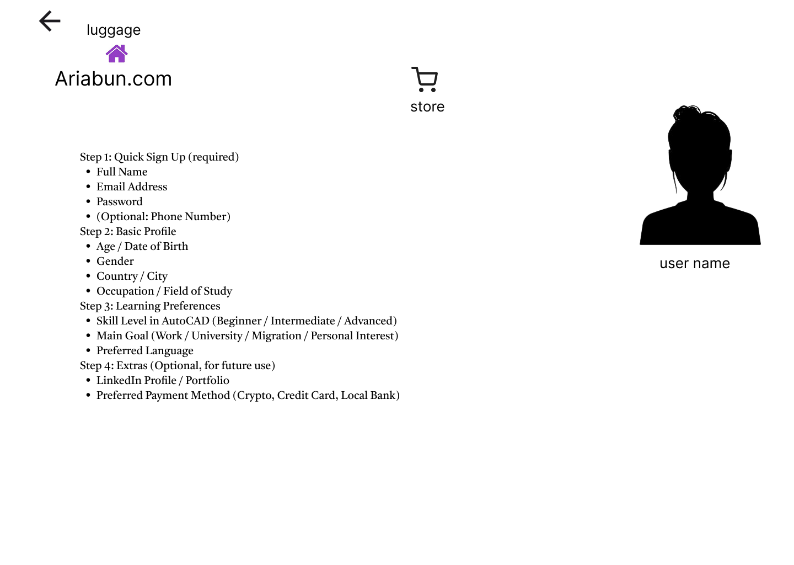 luggage
Ariabun.com
store
Step 1: Quick Sign Up (required)
• Full Name
• Email Address
• Password
• (Optional: Phone Number)
Step 2: Basic Profile
• Age / Date of Birth
• Gender
• Country / City
• Occupation / Field of Study
Step 3: Learning Preferences
• Skill Level in AutoCAD (Beginner / Intermediate / Advanced)
• Main Goal (Work / University / Migration / Personal Interest)
• Preferred Language
Step 4: Extras (Optional, for future use)
• LinkedIn Profile / Portfolio
• Preferred Payment Method (Crypto, Credit Card, Local Bank)
user name